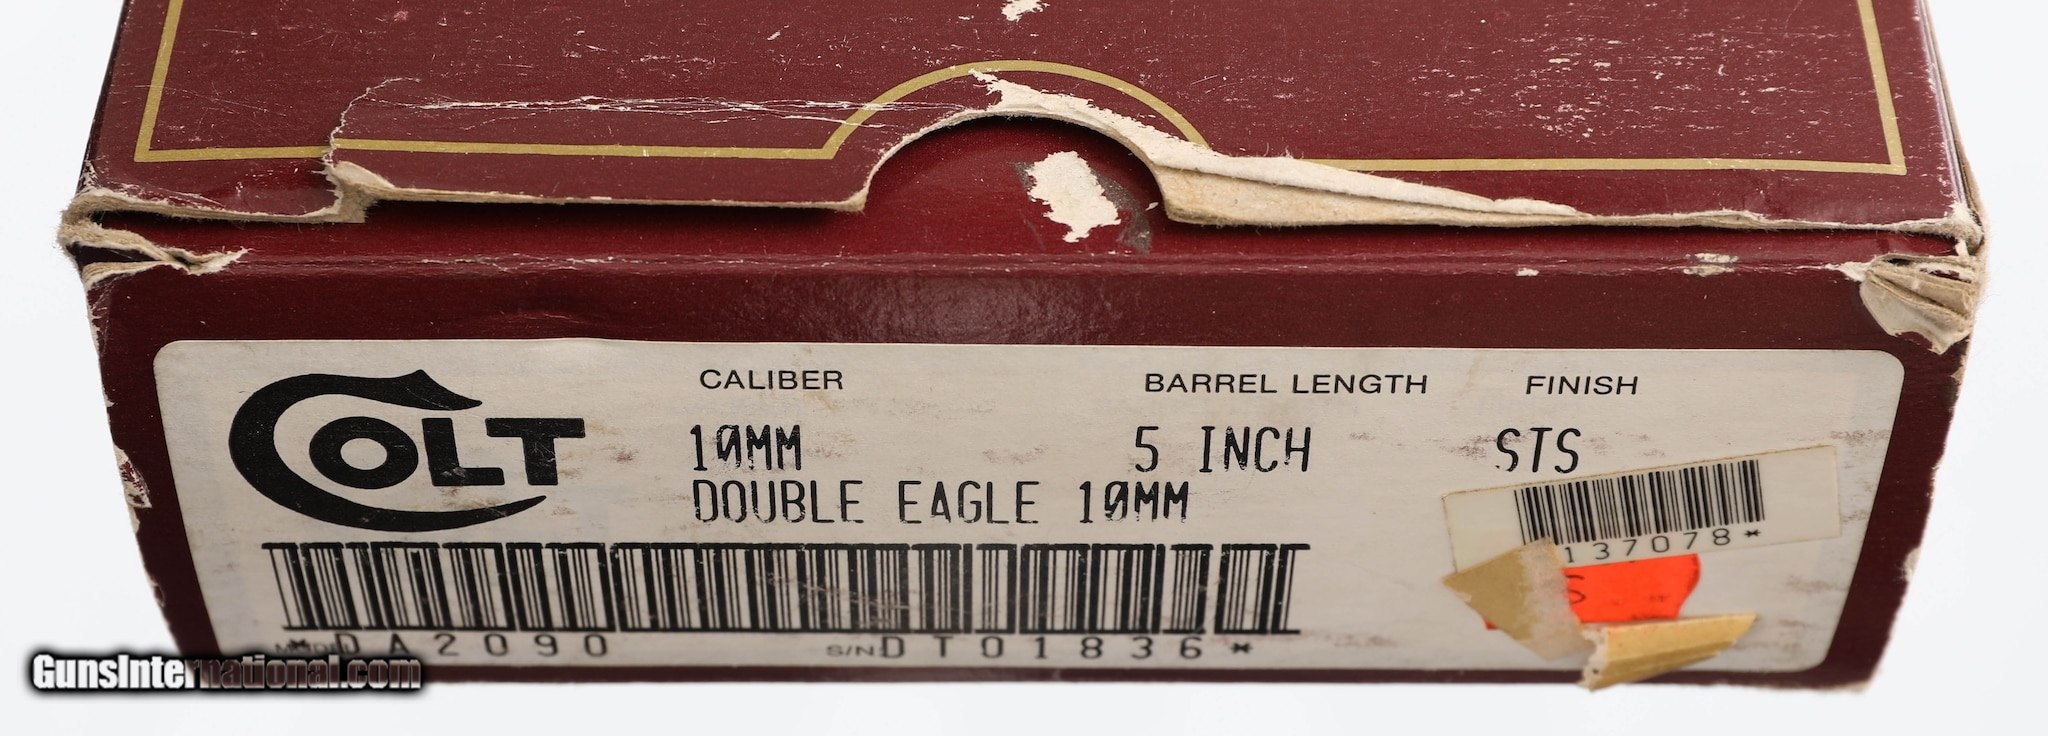 COLT
CALIBER BARREL LENGTH FINISH
10MM 5 INCH STS
DOUBLE EAGLE 10MM
137078*
S
DA2090 S/N DT01836*
GunsInternational.com